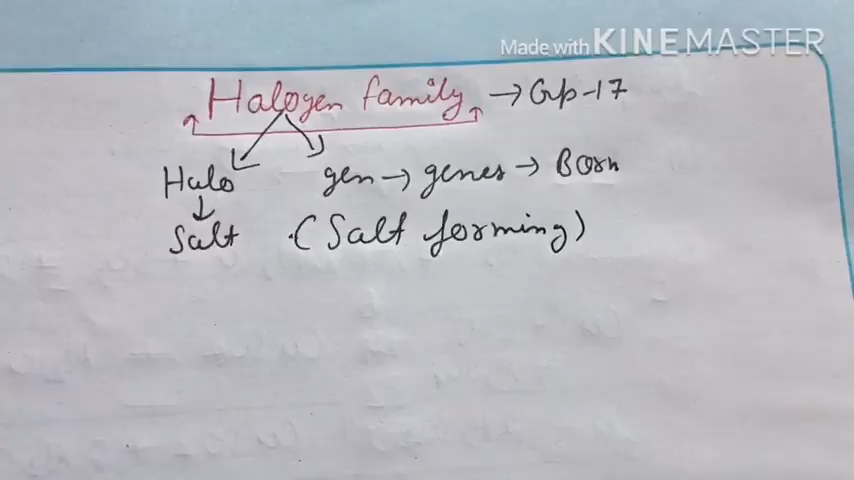 Made with KINEMASTER
Halogen family → Gp-17
Halo gen → genes → Born
↓
Salt (Salt forming)